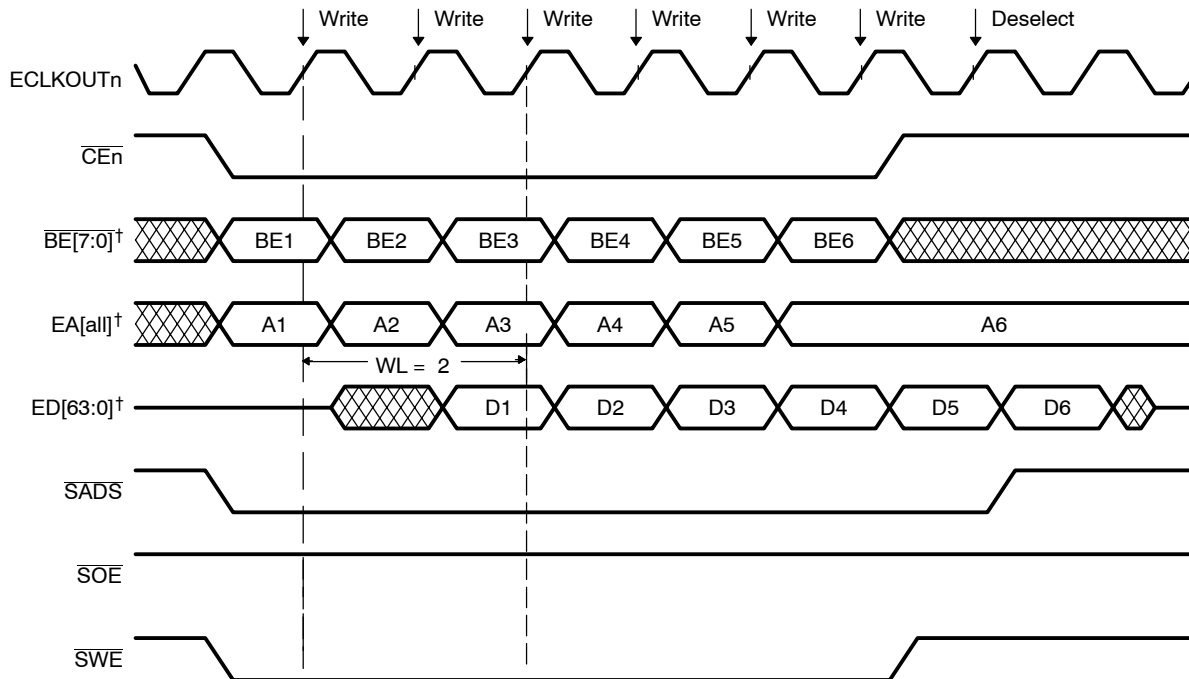 Write Write Write Write Write Write Deselect
ECLKOUTn
CEn
BE[7:0]† BE1 BE2 BE3 BE4 BE5 BE6
EA[all]† A1 A2 A3 A4 A5 A6
WL = 2
ED[63:0]† D1 D2 D3 D4 D5 D6
SADS
SOE
SWE